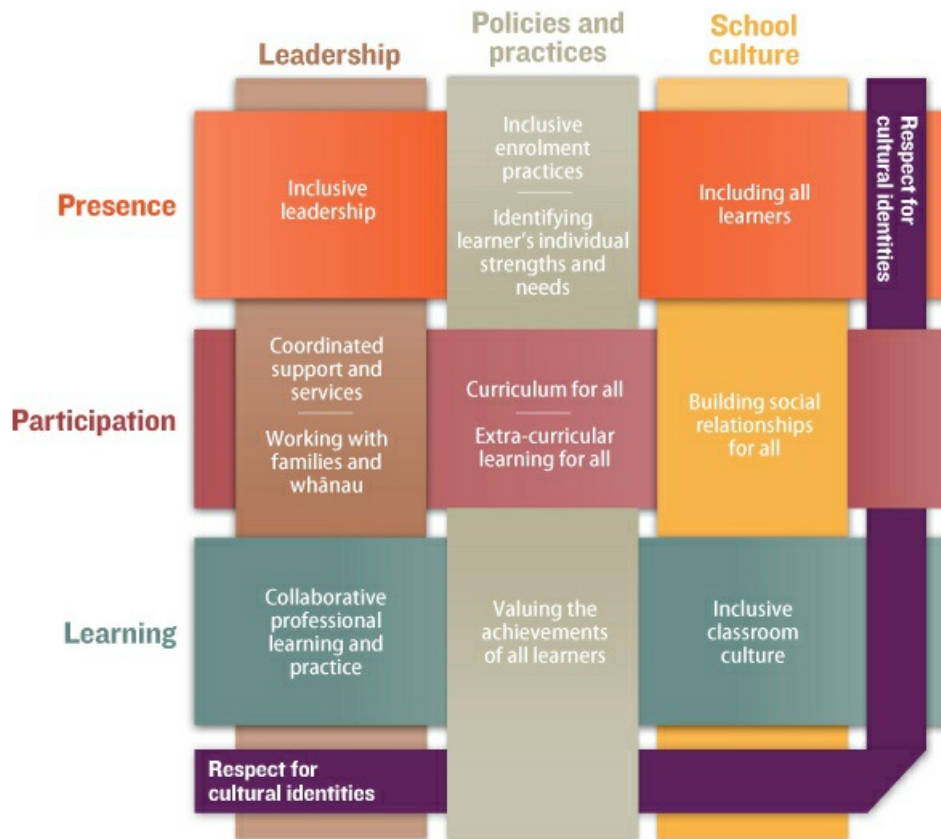 Leadership
Policies and
practices
School
culture
Respect for
cultural identities
Presence
Inclusive
leadership
Inclusive
enrolment
practices
Identifying
learner's individual
strengths and
needs
Including all
learners
Participation
Coordinated
support and
services
Working with
families and
whānau
Curriculum for all
Extra-curricular
learning for all
Building social
relationships
for all
Learning
Collaborative
professional
learning and
practice
Valuing the
achievements
of all learners
Inclusive
classroom
culture
Respect for
cultural identities